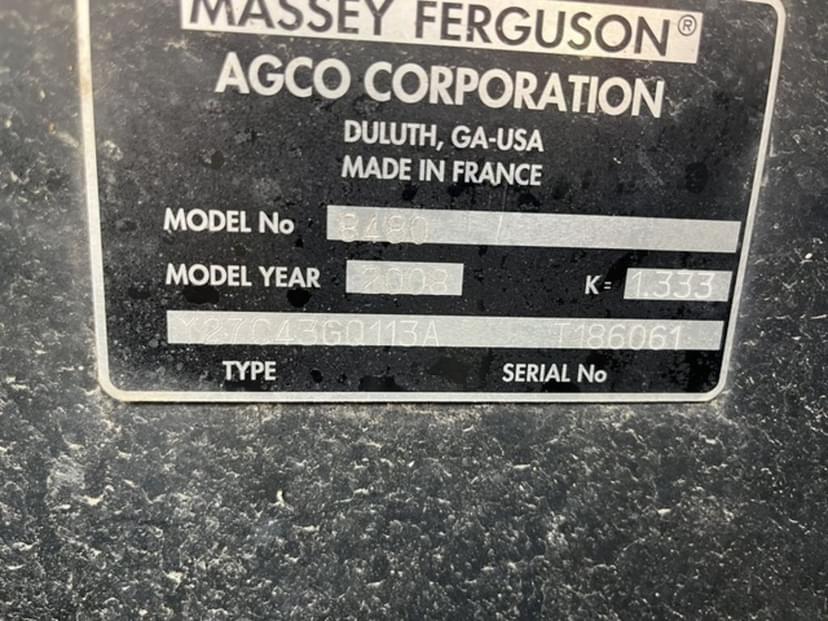 MASSEY FERGUSON®
AGCO CORPORATION
DULUTH, GA-USA
MADE IN FRANCE
MODEL No 8480 /
MODEL YEAR 2008 K= 1.333
Y27C43GQ113A T186061
TYPE SERIAL No